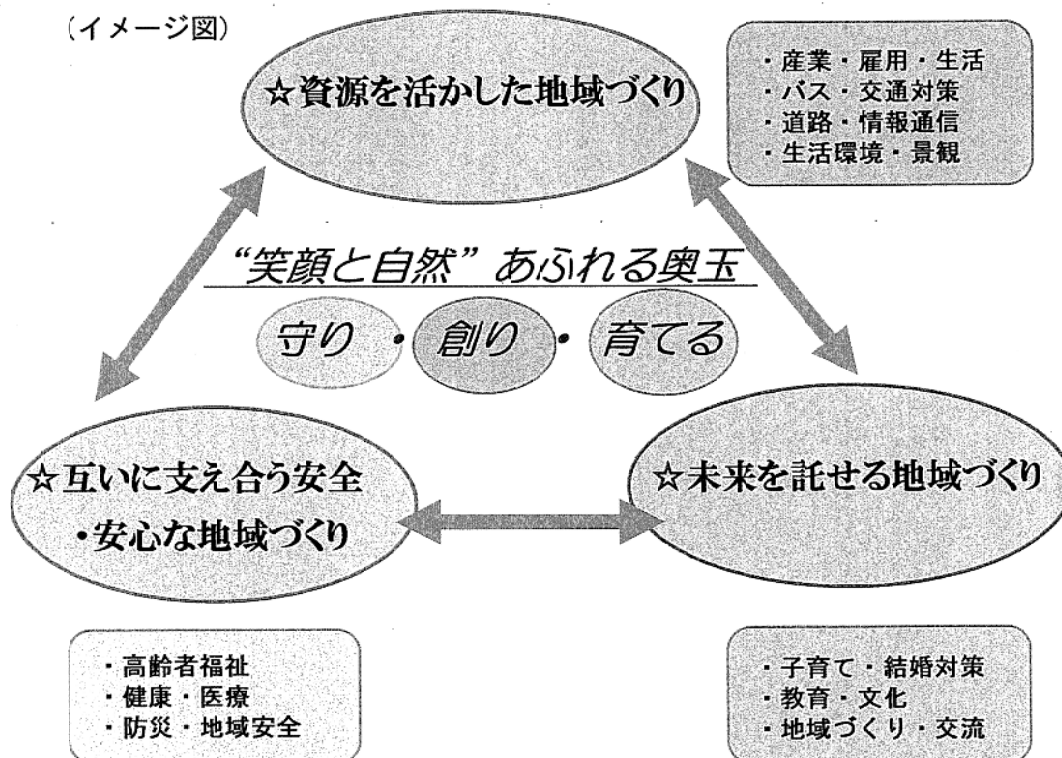 (イメージ図)
☆資源を活かした地域づくり
・産業・雇用・生活
・バス・交通対策
・道路・情報通信
・生活環境・景観
“笑顔と自然”あふれる奥玉
守り・創り・育てる
☆互いに支え合う安全
・安心な地域づくり
☆未来を託せる地域づくり
・高齢者福祉
・健康・医療
・防災・地域安全
・子育て・結婚対策
・教育・文化
・地域づくり・交流